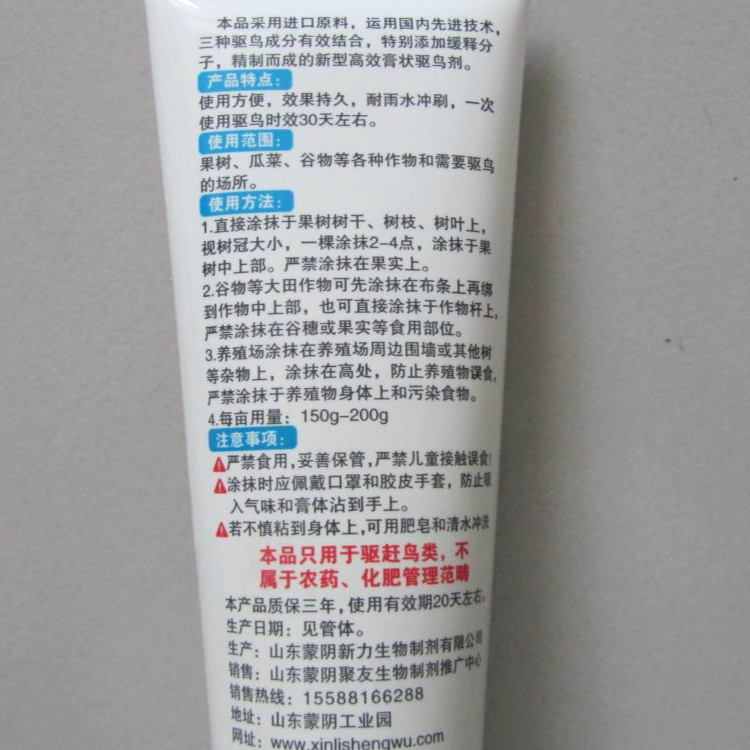 本品采用进口原料，运用国内先进技术，
三种驱鸟成分有效结合，特别添加缓释分
子，精制而成的新型高效膏状驱鸟剂。
产品特点：
使用方便，效果持久，耐雨水冲刷，一次
使用驱鸟时效30天左右。
使用范围：
果树、瓜菜、谷物等各种作物和需要驱鸟
的场所。
使用方法：
1.直接涂抹于果树树干、树枝、树叶上，
视树冠大小，一棵涂抹2-4点，涂抹于果
树中上部。严禁涂抹在果实上。
2.谷物等大田作物可先涂抹在布条上再绑
到作物中上部，也可直接涂抹于作物杆上，
严禁涂抹在谷穗或果实等食用部位。
3.养殖场涂抹在养殖场周边围墙或其他树
等杂物上，涂抹在高处，防止养殖物误食，
严禁涂抹于养殖物身体上和污染食物。
4.每亩用量：150g-200g
注意事项：
严禁食用,妥善保管,严禁儿童接触误食!
涂抹时应佩戴口罩和胶皮手套，防止吸
入气味和膏体沾到手上。
若不慎粘到身体上,可用肥皂和清水冲洗
本品只用于驱赶鸟类，不
属于农药、化肥管理范畴
本产品质保三年,使用有效期20天左右。
生产日期：见管体。
生产：山东蒙阴新力生物制剂有限公司
销售：山东蒙阴聚友生物制剂推广中心
销售热线：15588166288
地址：山东蒙阴工业园
网址：www.xinlishengwu.com